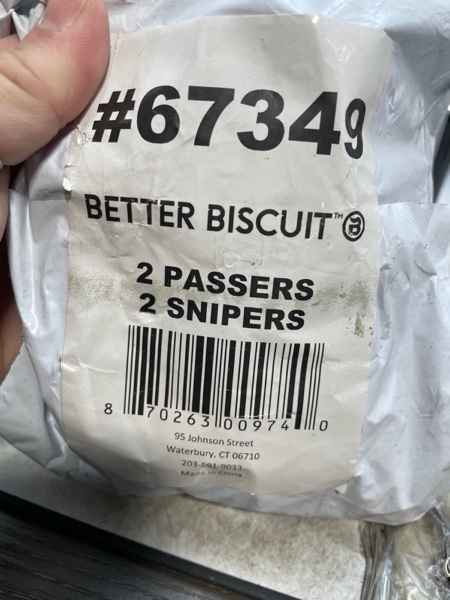 #67349
BETTER BISCUIT™
2 PASSERS
2 SNIPERS
8 70263 00974 0
95 Johnson Street
Waterbury, CT 06710
203-591-9033
Made in China